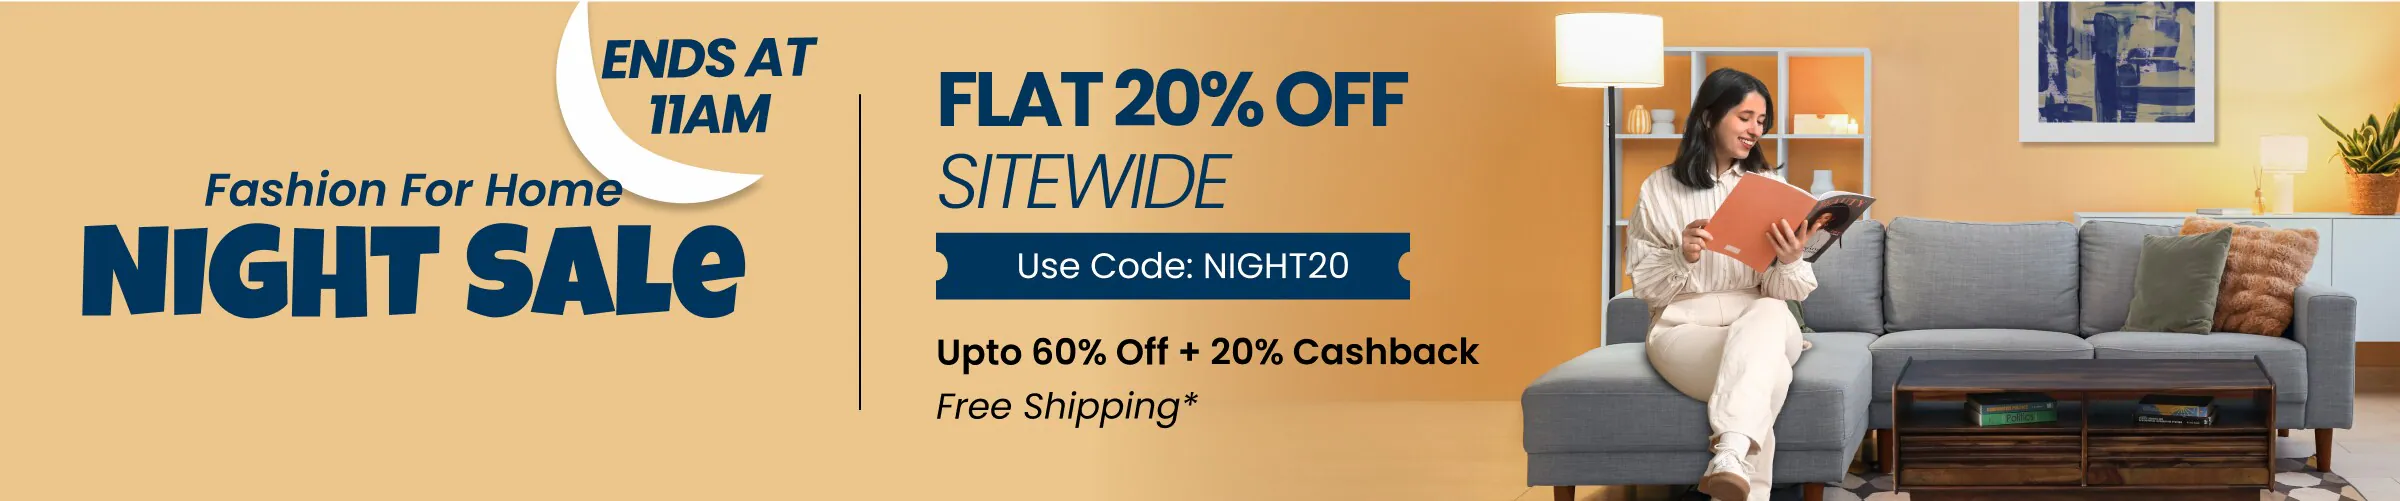 ENDS AT
11AM
Fashion For Home
NIGHT SALe
FLAT 20% OFF
SITEWIDE
Use Code: NIGHT20
Upto 60% Off + 20% Cashback
Free Shipping*
Politics